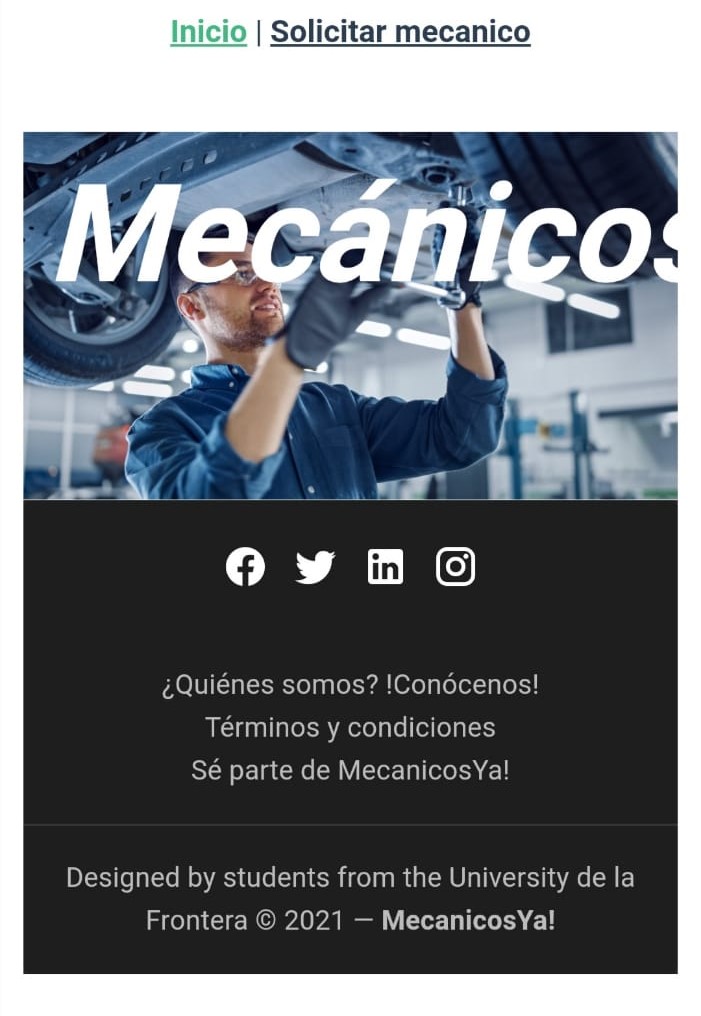 Inicio | Solicitar mecanico
Mecánicos
¿Quiénes somos? !Conócenos!
Términos y condiciones
Sé parte de MecanicosYa!
Designed by students from the University de la
Frontera © 2021 — MecanicosYa!